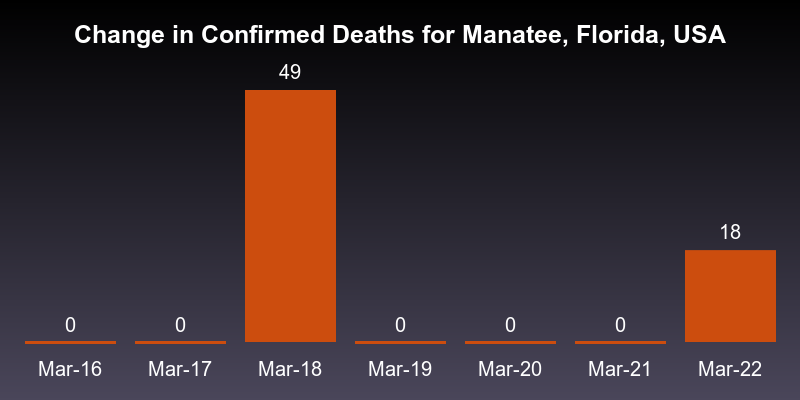 Change in Confirmed Deaths for Manatee, Florida, USA
49
18
0 0 0 0 0
Mar-16 Mar-17 Mar-18 Mar-19 Mar-20 Mar-21 Mar-22